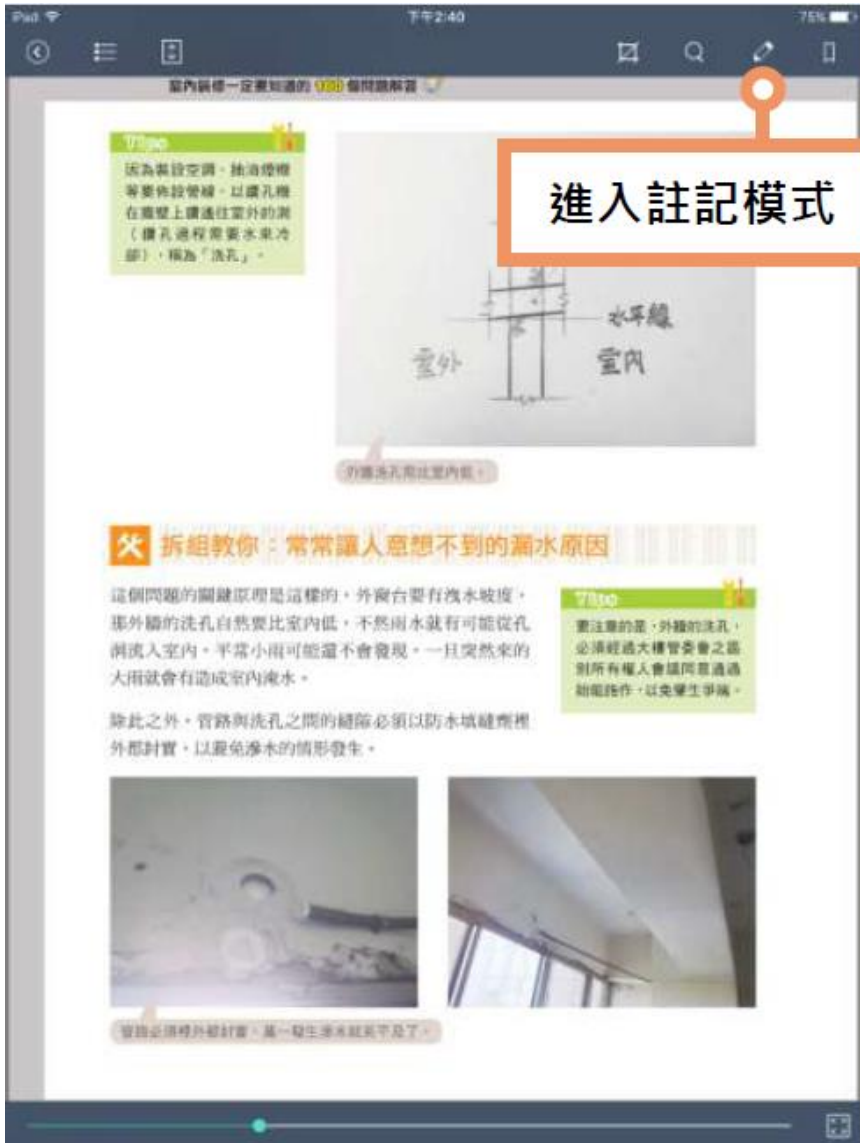 iPad
下午2:40
75%
室內裝修一定要知道的 個問題解答
進入註記模式
Tips
因為裝設空調、抽油煙機
等要佈設管線,以鑽孔機
在牆壁上鑽通往室外的洞
(鑽孔過程需要水來冷
卻),稱為「洗孔」。
水平線
室外
室內
外牆洗孔需比室內低。
拆組教你:常常讓人意想不到的漏水原因
這個問題的關鍵原理是這樣的,外窗台要有洩水坡度,
那外牆的洗孔自然要比室內低,不然雨水就有可能從孔
洞流入室內,平常小雨可能還不會發現,一旦突然來的
大雨就會有造成室內淹水。
除此之外,管路與洗孔之間的縫隙必須以防水填縫劑裡
外都封實,以避免滲水的情形發生。
Tips
要注意的是,外牆的洗孔,
必須經過大樓管委會之區
別所有權人會議同意通過
始能施作,以免肇生爭端。
管路必須裡外都封實,萬一發生滲水就來不及了。